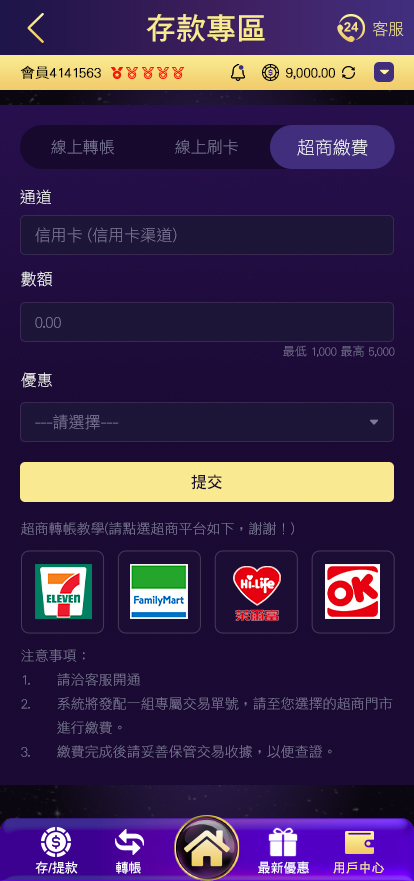 存款專區
24 客服
會員4141563 9,000.00
線上轉帳 線上刷卡 超商繳費
通道
信用卡 (信用卡渠道)
數額
0.00
最低 1,000 最高 5,000
優惠
---請選擇---
提交
超商轉帳教學(請點選超商平台如下，謝謝！)
7 ELEVEN FamilyMart Hi-Life 萊爾富 OK
注意事項：
1. 請洽客服開通
2. 系統將發配一組專屬交易單號，請至您選擇的超商門市
進行繳費。
3. 繳費完成後請妥善保管交易收據，以便查證。
存/提款 轉帳 最新優惠 用戶中心